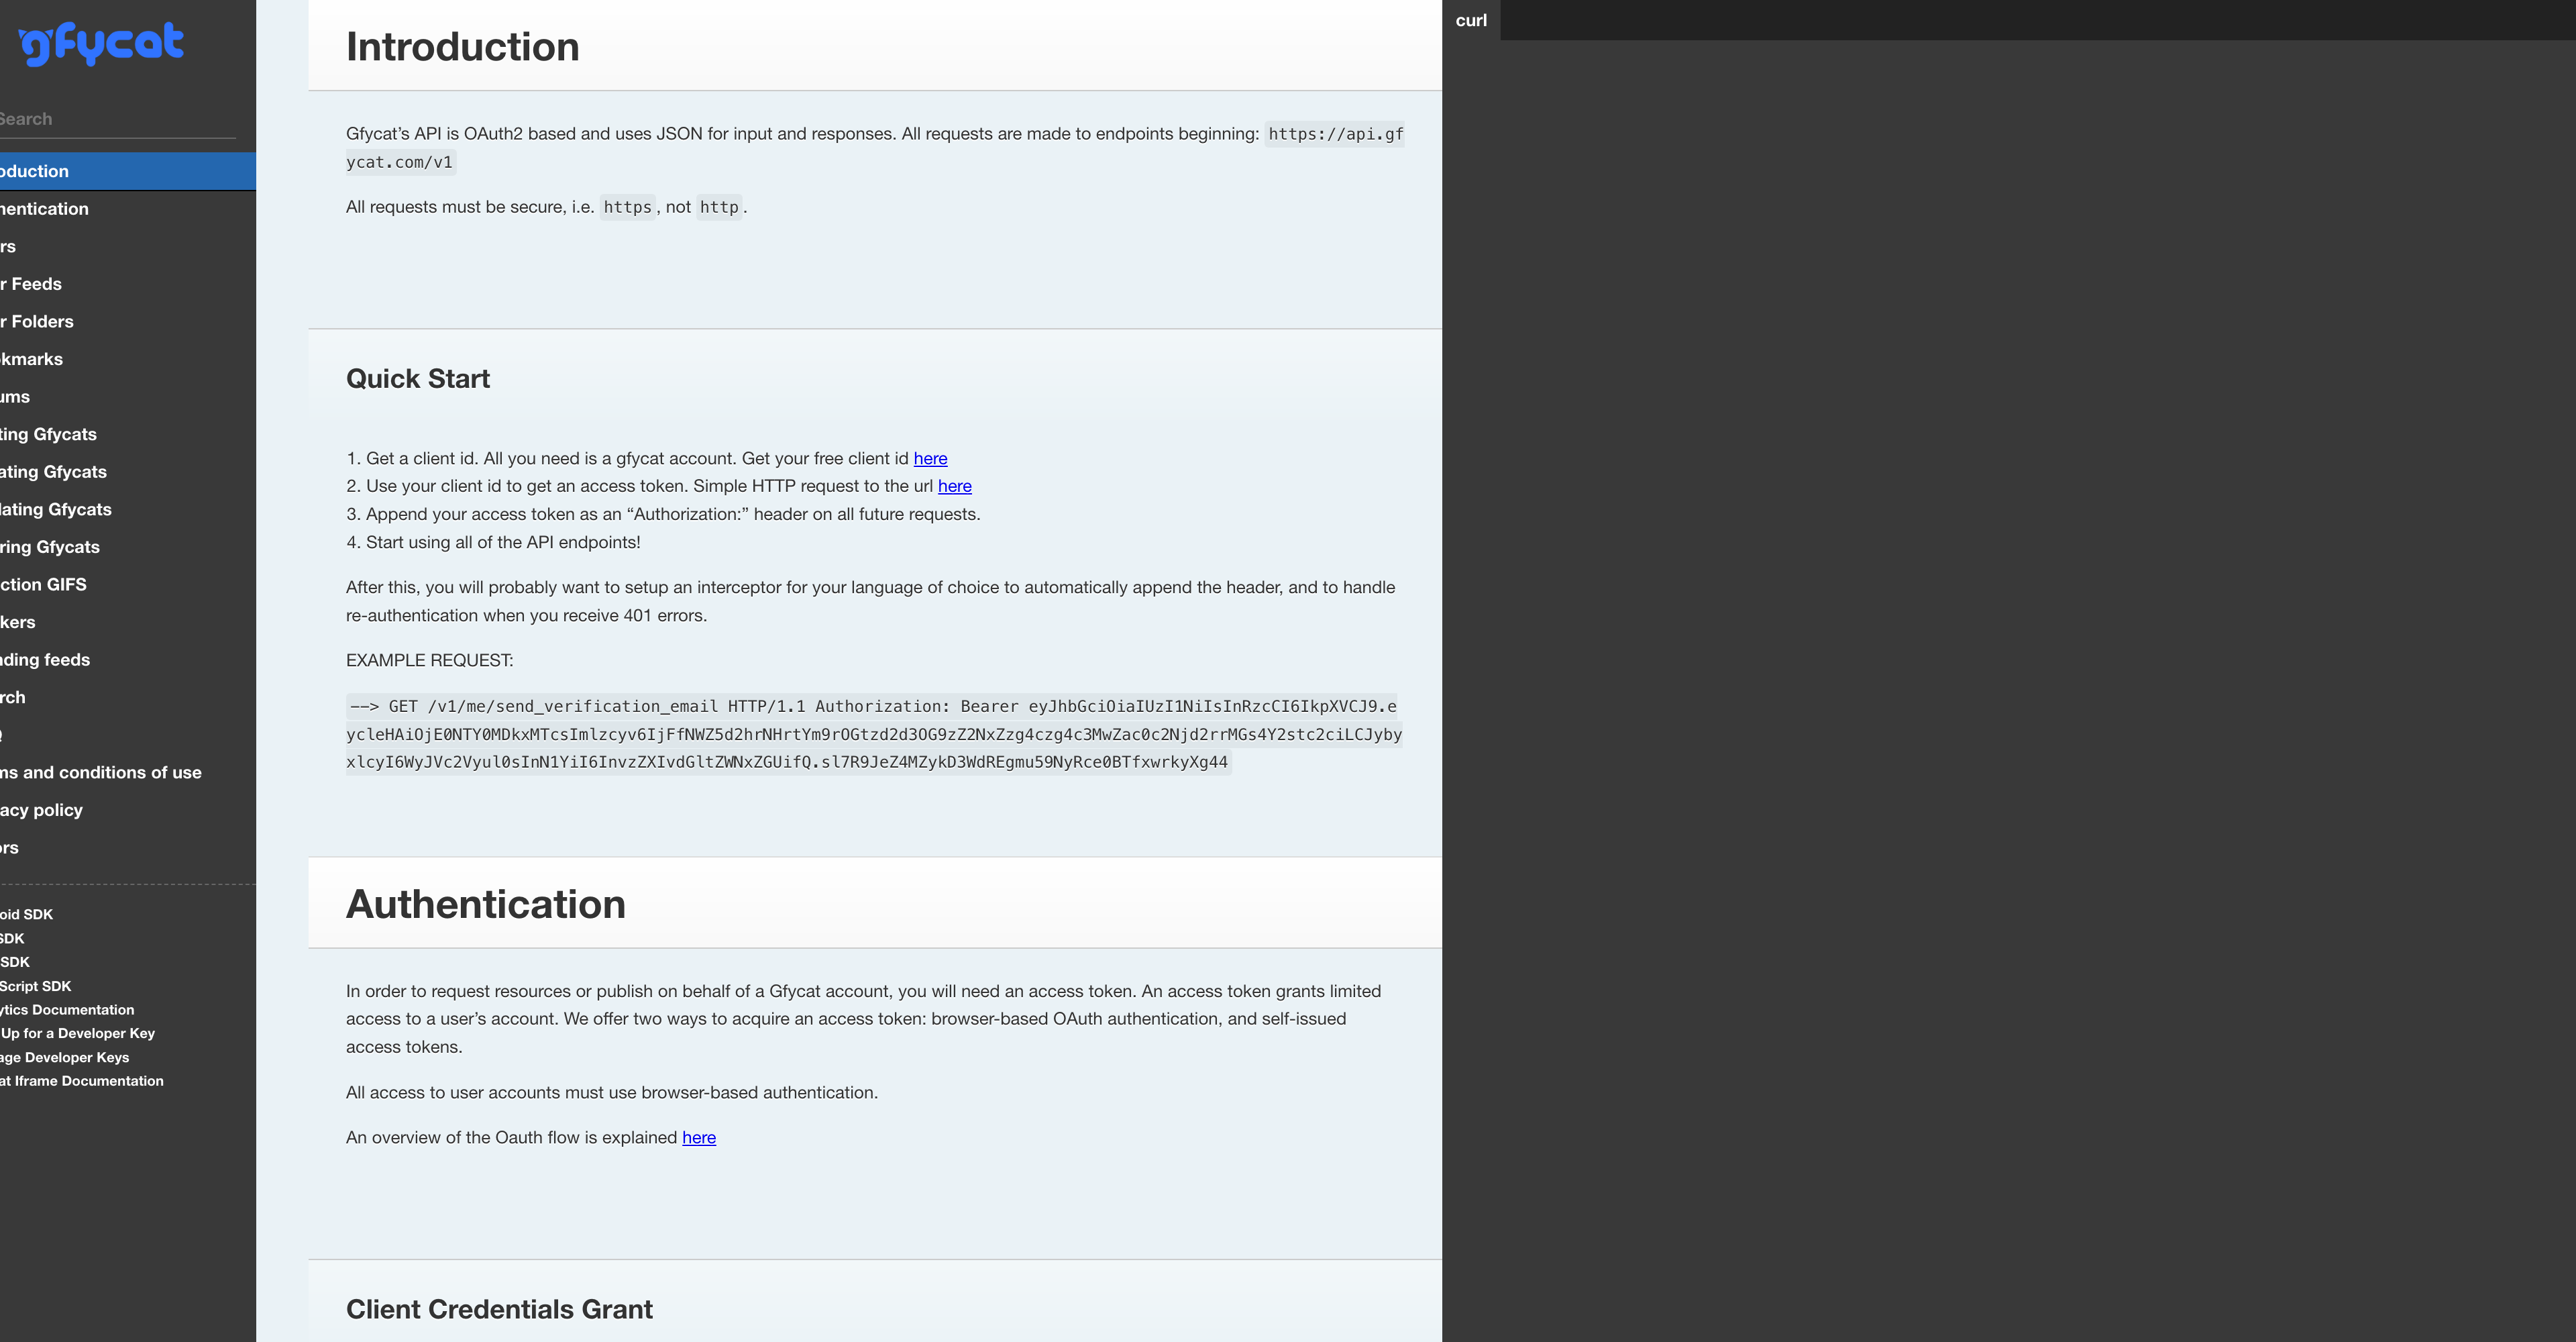 gfycat
Search
oduction
hentication
rs
r Feeds
r Folders
kmarks
ums
ting Gfycats
ating Gfycats
lating Gfycats
ring Gfycats
ction GIFS
kers
ding feeds
rch
ms and conditions of use
acy policy
ors
oid SDK
SDK
SDK
Script SDK
ytics Documentation
Up for a Developer Key
age Developer Keys
at Iframe Documentation
Introduction
Gfycat’s API is OAuth2 based and uses JSON for input and responses. All requests are made to endpoints beginning: https://api.gf
ycat.com/v1
All requests must be secure, i.e. https, not http.
Quick Start
1. Get a client id. All you need is a gfycat account. Get your free client id here
2. Use your client id to get an access token. Simple HTTP request to the url here
3. Append your access token as an “Authorization:” header on all future requests.
4. Start using all of the API endpoints!
After this, you will probably want to setup an interceptor for your language of choice to automatically append the header, and to handle
re-authentication when you receive 401 errors.
EXAMPLE REQUEST:
--> GET /v1/me/send_verification_email HTTP/1.1 Authorization: Bearer eyJhbGciOiaIUzI1NiIsInRzcCI6IkpXVCJ9.e
ycleHAiOjE0NTY0MDkxMTcsImlzcyv6IjFfNWZ5d2hrNHrtYm9rOGtzd2d3OG9zZ2NxZzg4czg4c3MwZac0c2Njd2rrMGs4Y2stc2ciLCJyby
xlcyI6WyJVc2Vyul0sInN1YiI6InvzZXIvdGltZWNxZGUifQ.sl7R9JeZ4MZykD3WdREgmu59NyRce0BTfxwrkyXg44
Authentication
In order to request resources or publish on behalf of a Gfycat account, you will need an access token. An access token grants limited
access to a user’s account. We offer two ways to acquire an access token: browser-based OAuth authentication, and self-issued
access tokens.
All access to user accounts must use browser-based authentication.
An overview of the Oauth flow is explained here
Client Credentials Grant
curl